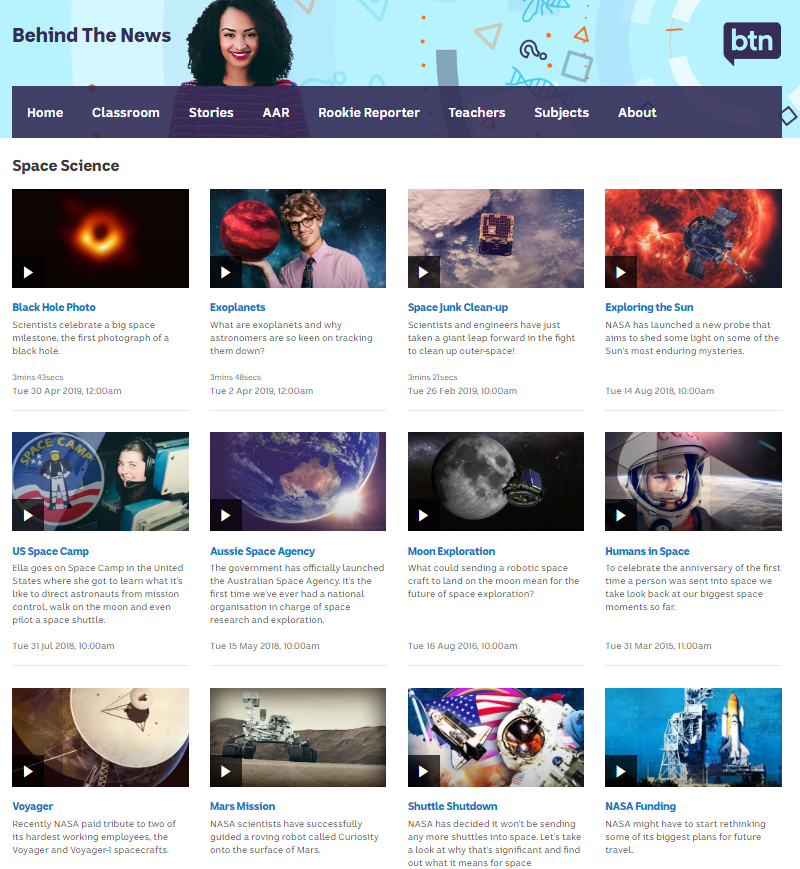 Behind The News
btn
Home Classroom Stories AAR Rookie Reporter Teachers Subjects About
Space Science
Black Hole Photo
Scientists celebrate a big space
milestone, the first photograph of a
black hole.
3mins 43secs
Tue 30 Apr 2019, 12:00am
Exoplanets
What are exoplanets and why
astronomers are so keen on tracking
them down?
3mins 48secs
Tue 2 Apr 2019, 12:00am
Space Junk Clean-up
Scientists and engineers have just
taken a giant leap forward in the fight
to clean up outer-space!
3mins 21secs
Tue 26 Feb 2019, 10:00am
Exploring the Sun
NASA has launched a new probe that
aims to shed some light on some of the
Sun's most enduring mysteries.
Tue 14 Aug 2018, 10:00am
SPACE CAMP
US Space Camp
Ella goes on Space Camp in the United
States where she got to learn what it's
like to direct astronauts from mission
control, walk on the moon and even
pilot a space shuttle.
Tue 31 Jul 2018, 10:00am
Aussie Space Agency
The government has officially launched
the Australian Space Agency. It's the
first time we've ever had a national
organisation in charge of space
research and exploration.
Tue 15 May 2018, 10:00am
Moon Exploration
What could sending a robotic space
craft to land on the moon mean for the
future of space exploration?
Tue 16 Aug 2016, 10:00am
Humans in Space
To celebrate the anniversary of the first
time a person was sent into space we
take look back at our biggest space
moments so far.
Tue 31 Mar 2015, 11:00am
Voyager
Recently NASA paid tribute to two of
its hardest working employees, the
Voyager and Voyager-1 spacecrafts.
Mars Mission
NASA scientists have successfully
guided a roving robot called Curiosity
onto the surface of Mars.
Shuttle Shutdown
NASA has decided it won't be sending
any more shuttles into space. Let's take
a look at why that's significant and find
out what it means for space
NASA Funding
NASA might have to start rethinking
some of its biggest plans for future
travel.